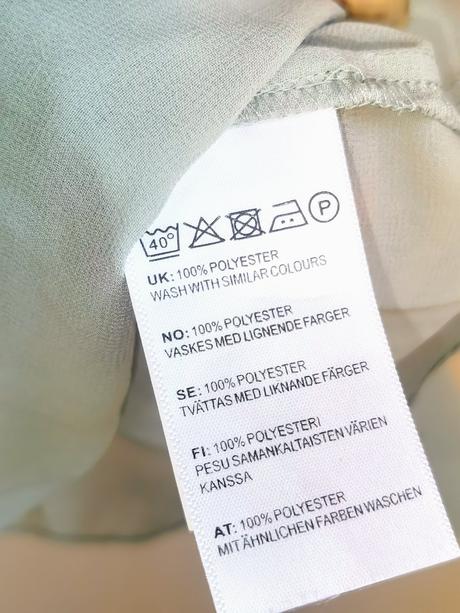 40° P
UK: 100% POLYESTER
WASH WITH SIMILAR COLOURS
NO: 100% POLYESTER
VASKES MED LIGNENDE FARGER
SE: 100% POLYESTER
TVÄTTAS MED LIKNANDE FÄRGER
FI: 100% POLYESTERI
PESU SAMANKALTAISTEN VÄRIEN
KANSSA
AT: 100% POLYESTER
MIT ÄHNLICHEN FARBEN WASCHEN